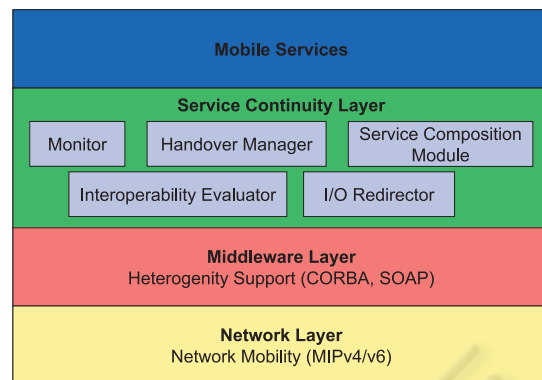 Mobile Services
Service Continuity Layer
Monitor
Handover Manager
Service Composition
Module
Interoperability Evaluator
I/O Redirector
Middleware Layer
Heterogenity Support (CORBA, SOAP)
Network Layer
Network Mobility (MIPv4/v6)